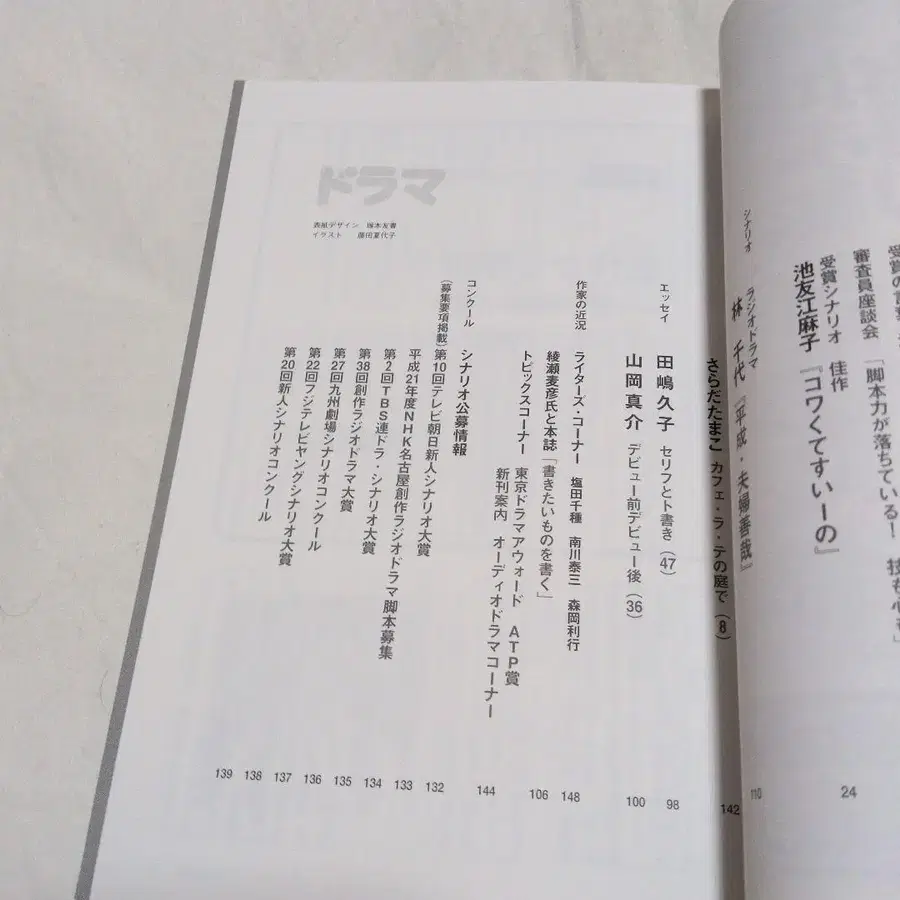 受賞の言葉
審査員座談会 「脚本力が落ちている! 技も心も」
受賞シナリオ 佳作
池友江麻子『コワくてすいーの』 24
シナリオ
ラジオドラマ
林 千代『平成・夫婦善哉』 110
さらだたまこ カフェ・ラ・テの庭で(8) 142
ドラマ
表紙デザイン 塚本友書
イラスト 藤田夏代子
エッセイ
田嶋久子 セリフとト書き(47) 98
山岡真介 デビュー前デビュー後(36) 100
作家の近況
ライターズ・コーナー 塩田千種 南川泰三 森岡利行 148
綾瀬麦彦氏と本誌「書きたいものを書く」 106
トピックスコーナー 東京ドラマアウォード ATP賞
新刊案内 オーディオドラマコーナー 144
コンクール
シナリオ公募情報
(募集要項掲載)
第10回テレビ朝日新人シナリオ大賞 132
平成21年度NHK名古屋創作ラジオドラマ脚本募集 133
第2回TBS連ドラ・シナリオ大賞 134
第38回創作ラジオドラマ大賞 135
第27回九州劇場シナリオコンクール 136
第22回フジテレビヤングシナリオ大賞 137
第20回新人シナリオコンクール 138
139